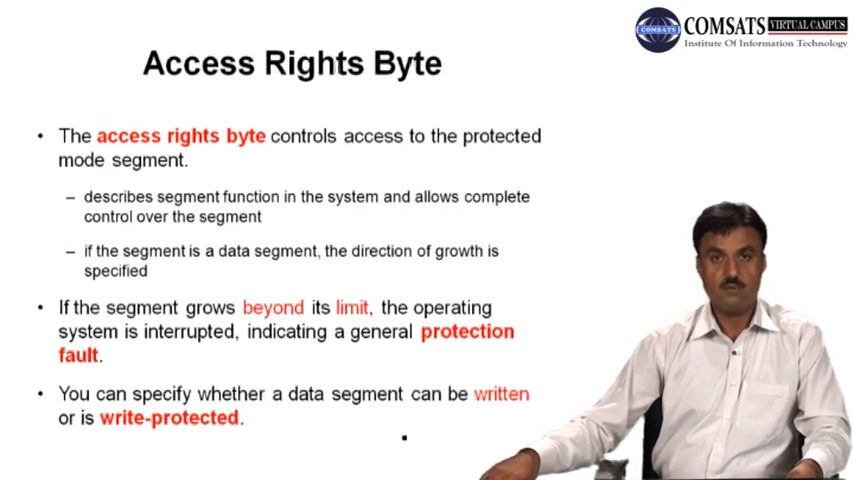 COMSATS VIRTUAL CAMPUS
Institute Of Information Technology
COMSATS
Access Rights Byte
• The access rights byte controls access to the protected
mode segment.
– describes segment function in the system and allows complete
control over the segment
– if the segment is a data segment, the direction of growth is
specified
• If the segment grows beyond its limit, the operating
system is interrupted, indicating a general protection
fault.
• You can specify whether a data segment can be written
or is write-protected.